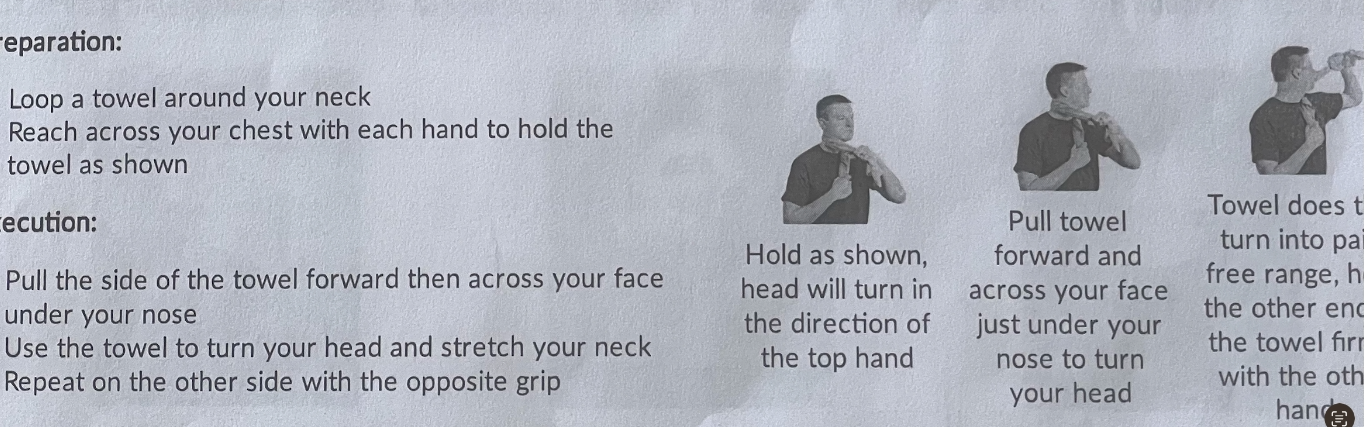 reparation:
Loop a towel around your neck
Reach across your chest with each hand to hold the
towel as shown
ecution:
Pull the side of the towel forward then across your face
under your nose
Use the towel to turn your head and stretch your neck
Repeat on the other side with the opposite grip
Hold as shown,
head will turn in
the direction of
the top hand
Pull towel
forward and
across your face
just under your
nose to turn
your head
Towel does t
turn into pai
free range, h
the other end
the towel fir
with the oth
hand